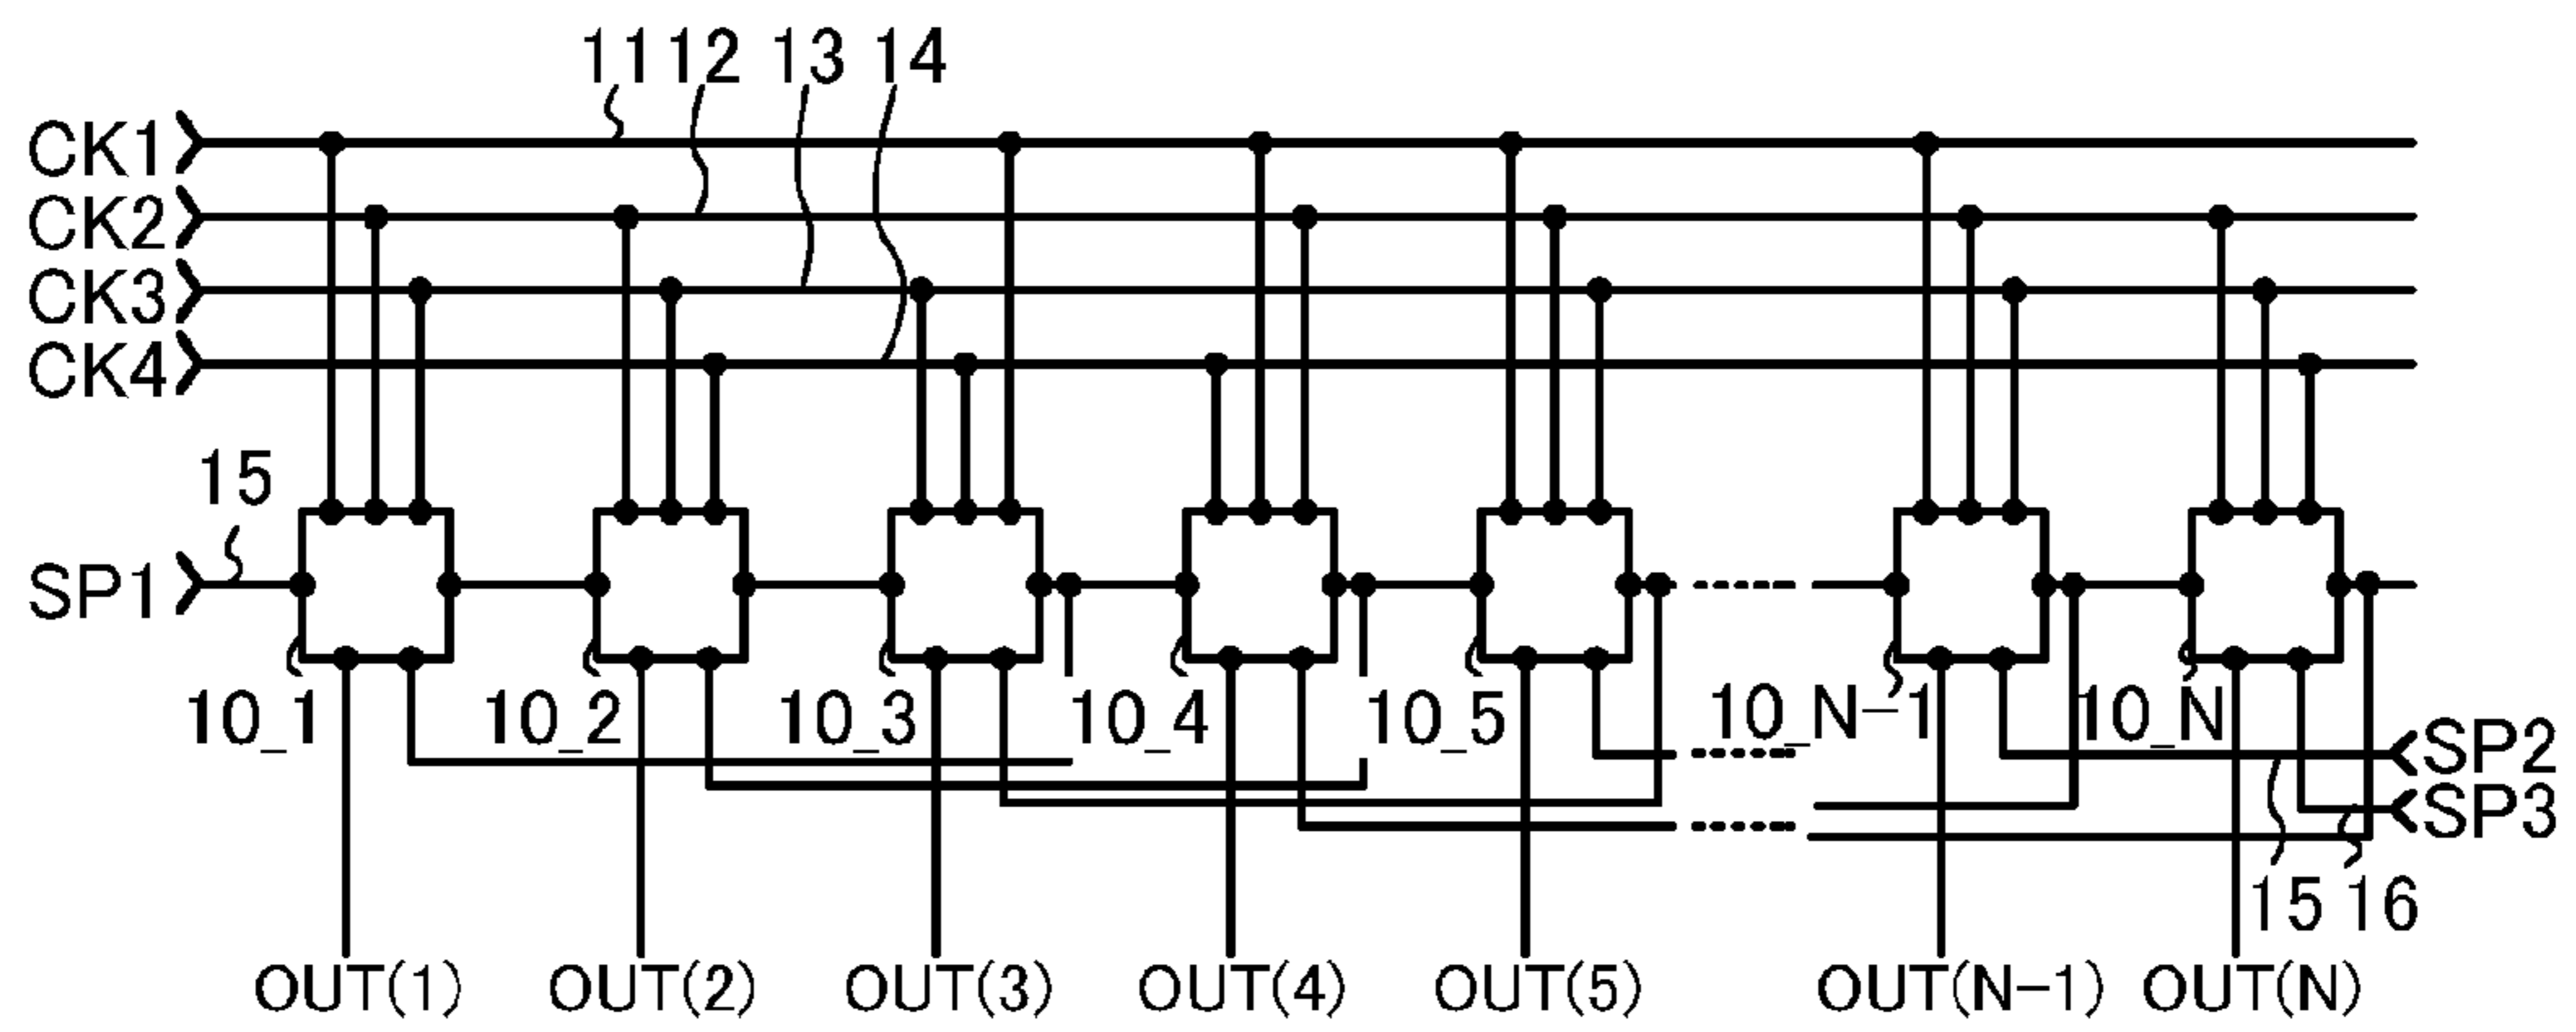 11 12 13 14
CK1
CK2
CK3
CK4
15
SP1
10_1 10_2 10_3 10_4 10_5 10_N-1 10_N
SP2
SP3
15 16
OUT(1) OUT(2) OUT(3) OUT(4) OUT(5) OUT(N-1) OUT(N)